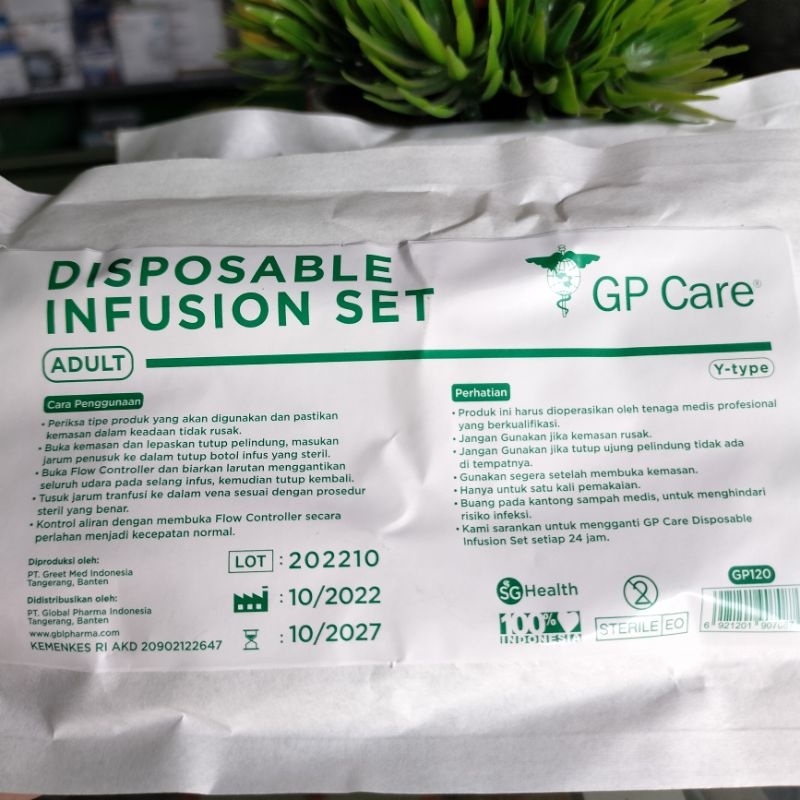 DISPOSABLE
INFUSION SET
GP Care®
ADULT
Y-type
Cara Penggunaan
• Periksa tipe produk yang akan digunakan dan pastikan
kemasan dalam keadaan tidak rusak.
• Buka kemasan dan lepaskan tutup pelindung, masukan
jarum penusuk ke dalam tutup botol infus yang steril.
• Buka Flow Controller dan biarkan larutan menggantikan
seluruh udara pada selang infus, kemudian tutup kembali.
• Tusuk jarum tranfusi ke dalam vena sesuai dengan prosedur
steril yang benar.
• Kontrol aliran dengan membuka Flow Controller secara
perlahan menjadi kecepatan normal.
Perhatian
• Produk ini harus dioperasikan oleh tenaga medis profesional
yang berkualifikasi.
• Jangan Gunakan jika kemasan rusak.
• Jangan Gunakan jika tutup ujung pelindung tidak ada
di tempatnya.
• Gunakan segera setelah membuka kemasan.
• Hanya untuk satu kali pemakaian.
• Buang pada kantong sampah medis, untuk menghindari
risiko infeksi.
• Kami sarankan untuk mengganti GP Care Disposable
Infusion Set setiap 24 jam.
Diproduksi oleh:
PT. Greet Med Indonesia
Tangerang, Banten
Didistribusikan oleh:
PT. Global Pharma Indonesia
Tangerang, Banten
www.gblpharma.com
KEMENKES RI AKD 20902122647
LOT : 202210
: 10/2022
: 10/2027
SG Health
2
100%
INDONESIA
STERILE EO
GP120
6 921201